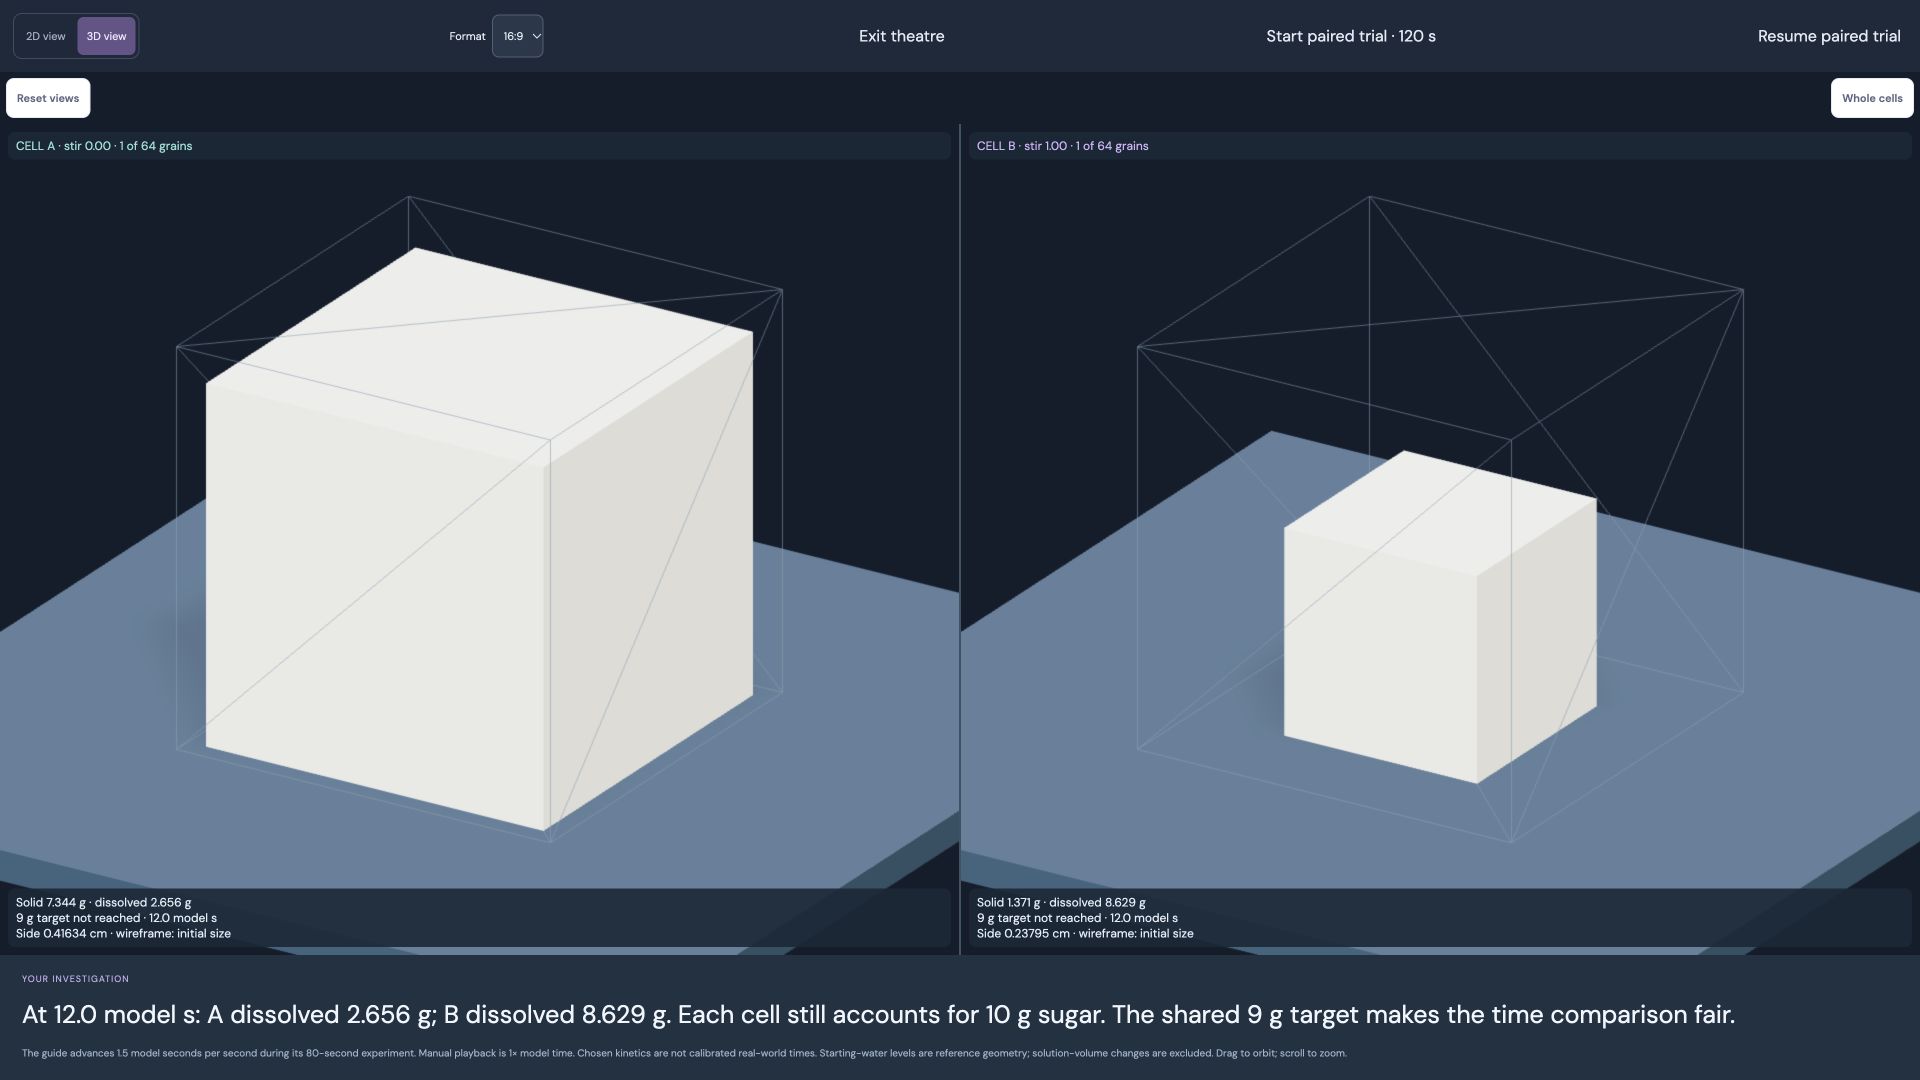 2D view
3D view
Format
16:9
Exit theatre
Start paired trial · 120 s
Resume paired trial
Reset views
Whole cells
CELL A · stir 0.00 · 1 of 64 grains
CELL B · stir 1.00 · 1 of 64 grains
Solid 7.344 g · dissolved 2.656 g
9 g target not reached · 12.0 model s
Side 0.41634 cm · wireframe: initial size
Solid 1.371 g · dissolved 8.629 g
9 g target not reached · 12.0 model s
Side 0.23795 cm · wireframe: initial size
YOUR INVESTIGATION
At 12.0 model s: A dissolved 2.656 g; B dissolved 8.629 g. Each cell still accounts for 10 g sugar. The shared 9 g target makes the time comparison fair.
The guide advances 1.5 model seconds per second during its 80-second experiment. Manual playback is 1× model time. Chosen kinetics are not calibrated real-world times. Starting-water levels are reference geometry; solution-volume changes are excluded. Drag to orbit; scroll to zoom.